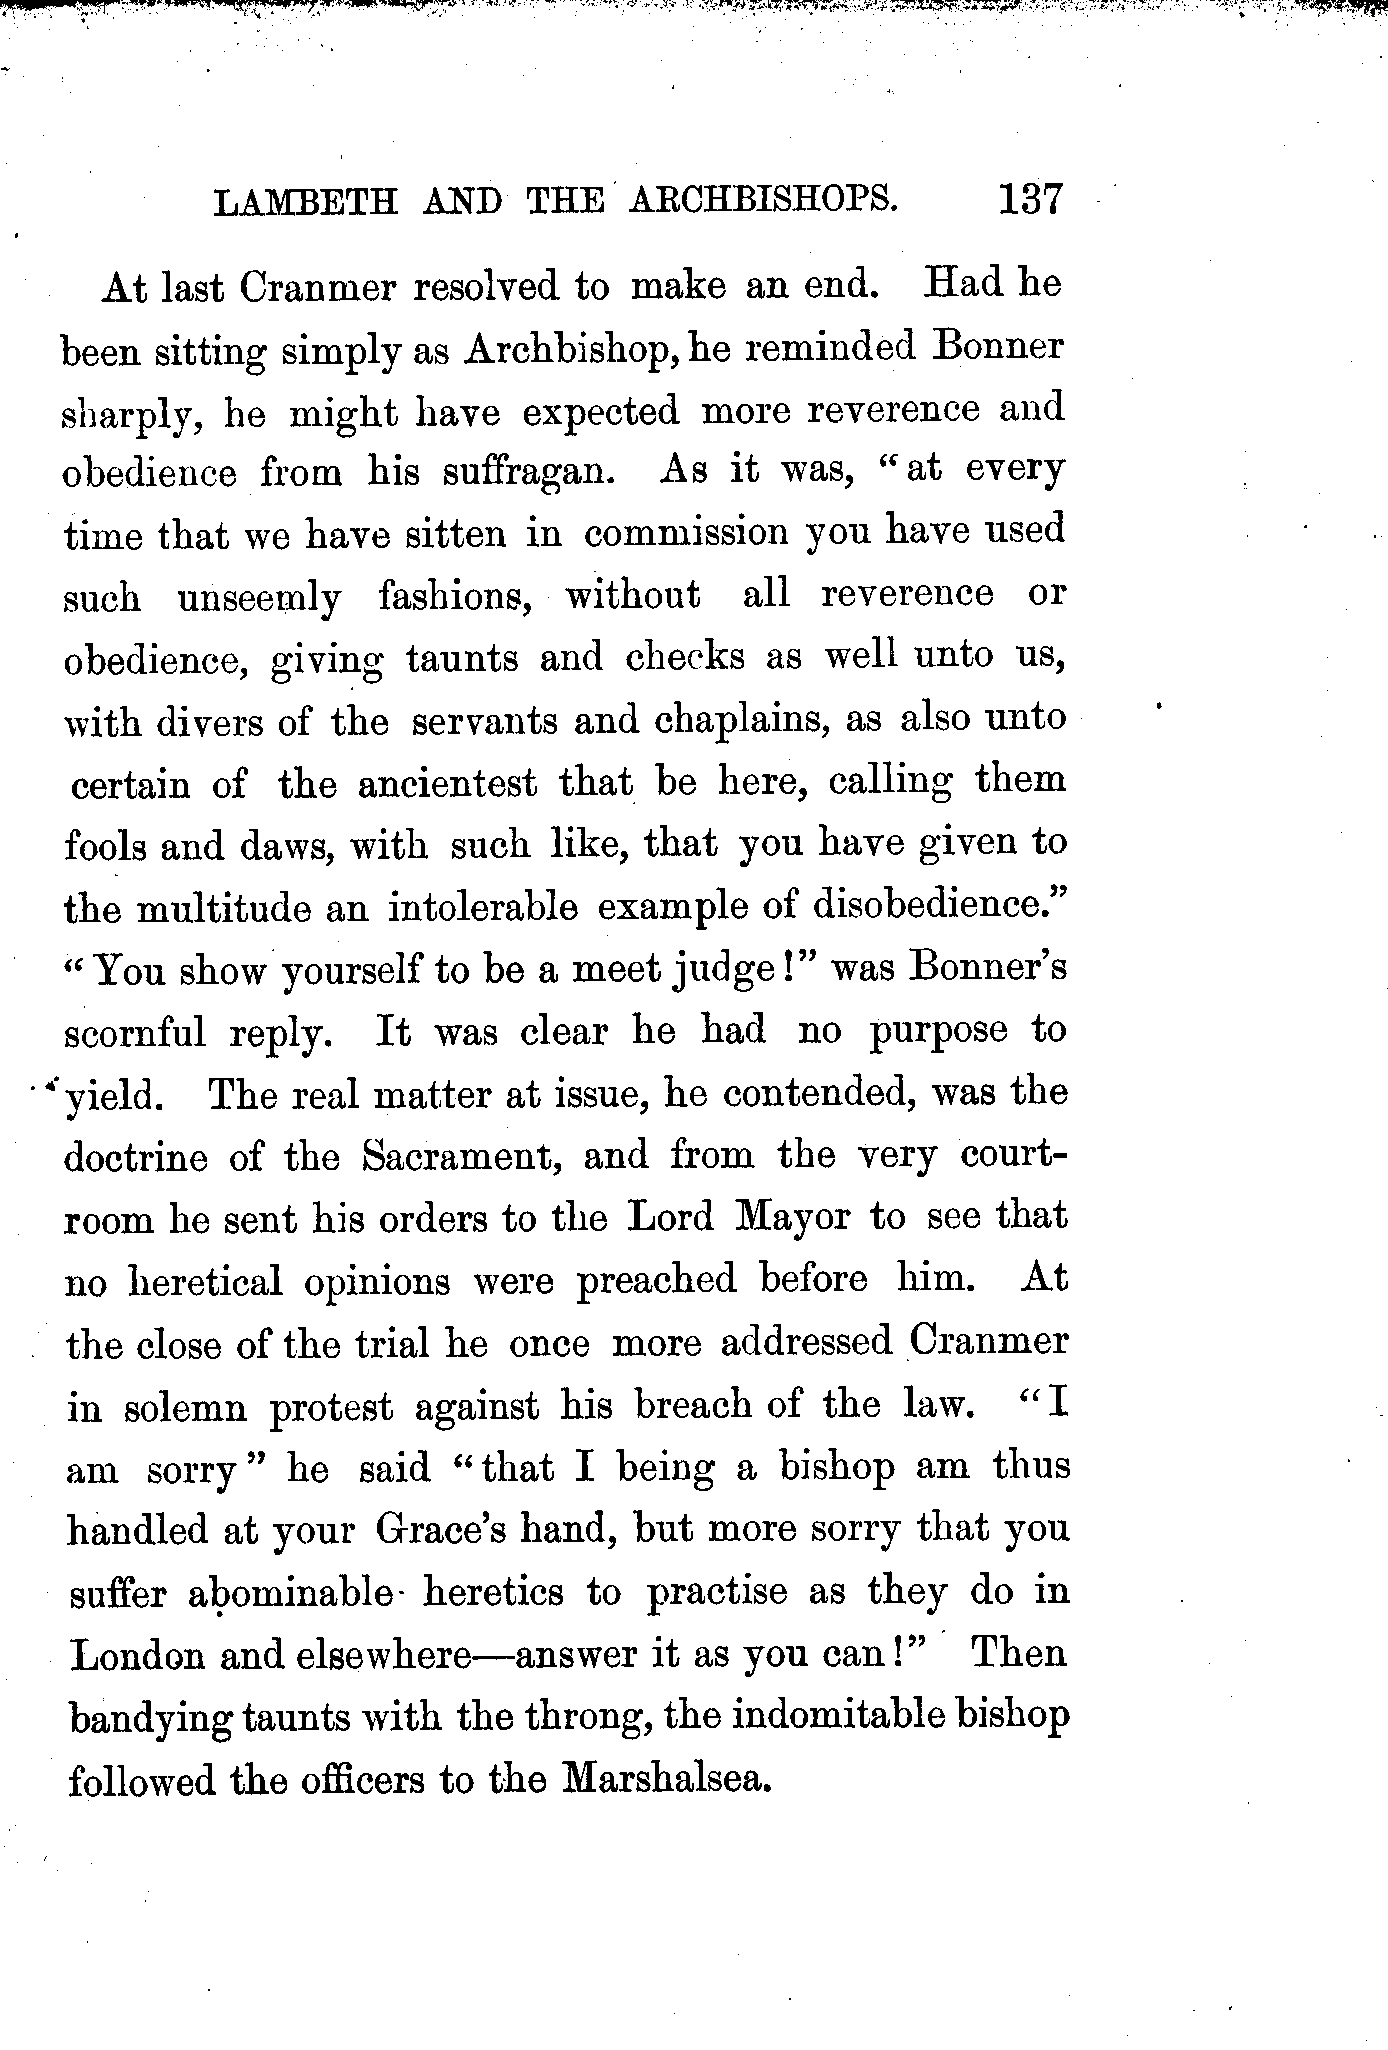 LAMBETH AND THE ARCHBISHOPS. 137
At last Cranmer resolved to make an end. Had he
been sitting simply as Archbishop, he reminded Bonner
sharply, he might have expected more reverence and
obedience from his suffragan. As it was, “at every
time that we have sitten in commission you have used
such unseemly fashions, without all reverence or
obedience, giving taunts and checks as well unto us,
with divers of the servants and chaplains, as also unto
certain of the ancientest that be here, calling them
fools and daws, with such like, that you have given to
the multitude an intolerable example of disobedience.”
“You show yourself to be a meet judge!” was Bonner’s
scornful reply. It was clear he had no purpose to
yield. The real matter at issue, he contended, was the
doctrine of the Sacrament, and from the very court-
room he sent his orders to the Lord Mayor to see that
no heretical opinions were preached before him. At
the close of the trial he once more addressed Cranmer
in solemn protest against his breach of the law. “I
am sorry” he said “that I being a bishop am thus
handled at your Grace’s hand, but more sorry that you
suffer abominable heretics to practise as they do in
London and elsewhere—answer it as you can!” Then
bandying taunts with the throng, the indomitable bishop
followed the officers to the Marshalsea.